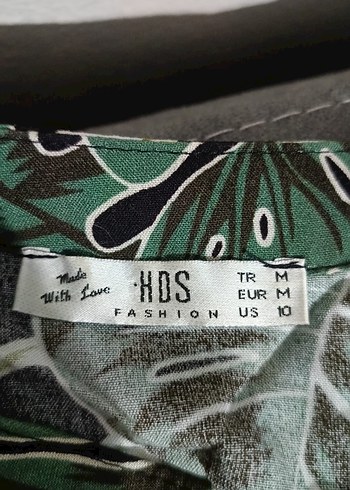 Made
With Love
HDS
FASHION
TR M
EUR M
US 10